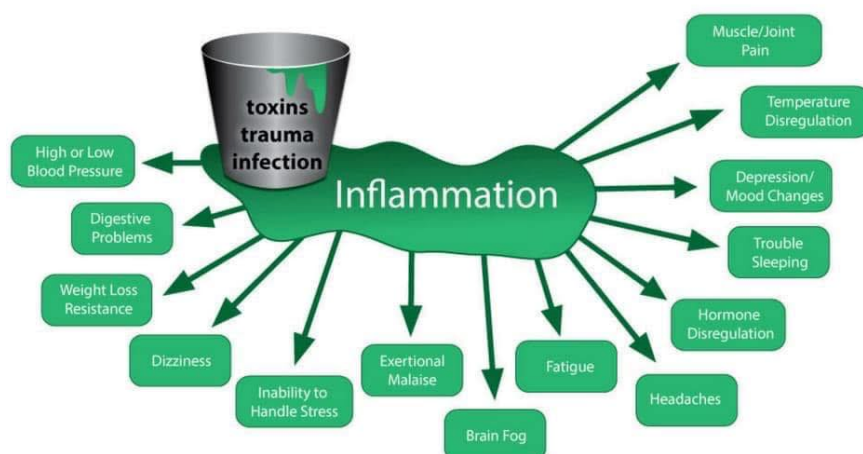 toxins
trauma
infection
Inflammation
High or Low
Blood Pressure
Digestive
Problems
Weight Loss
Resistance
Dizziness
Inability to
Handle Stress
Exertional
Malaise
Brain Fog
Fatigue
Headaches
Hormone
Disregulation
Trouble
Sleeping
Depression/
Mood Changes
Temperature
Disregulation
Muscle/Joint
Pain